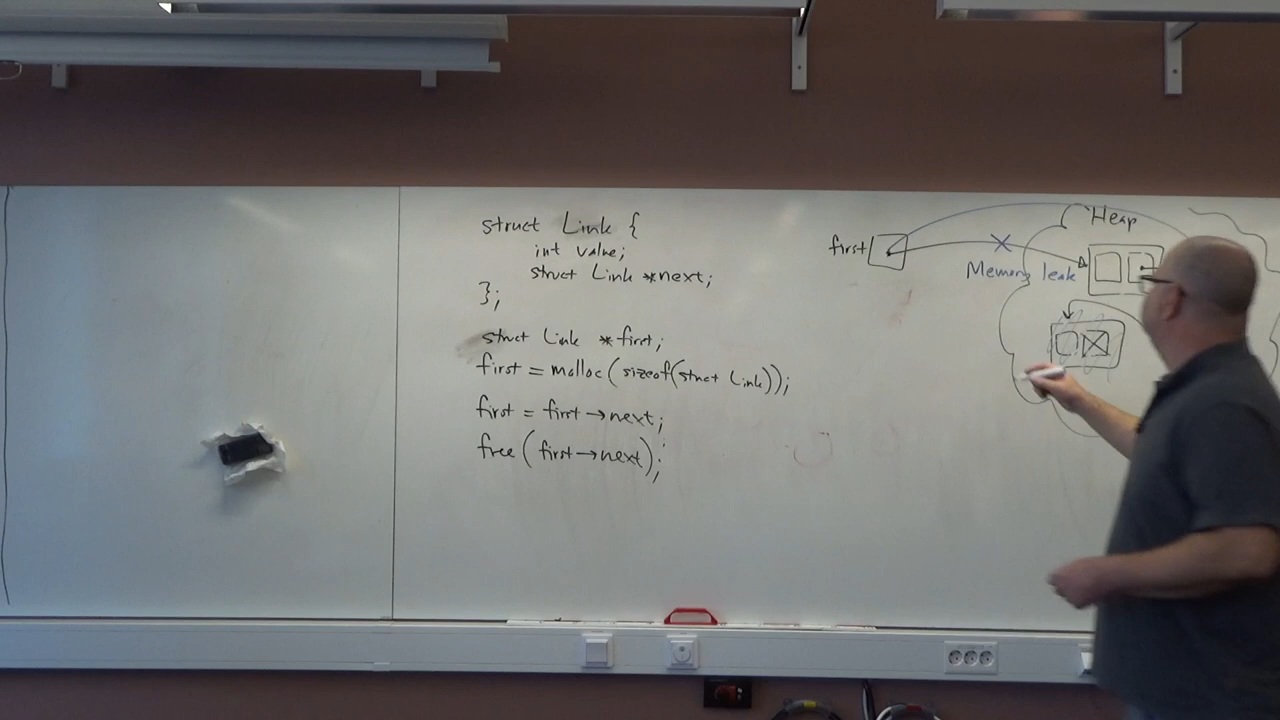 struct Link {
int value;
struct Link *next;
};
struct Link *first;
first = malloc(sizeof(struct Link));
first = first→next;
free(first→next);
first
Heap
Memory leak